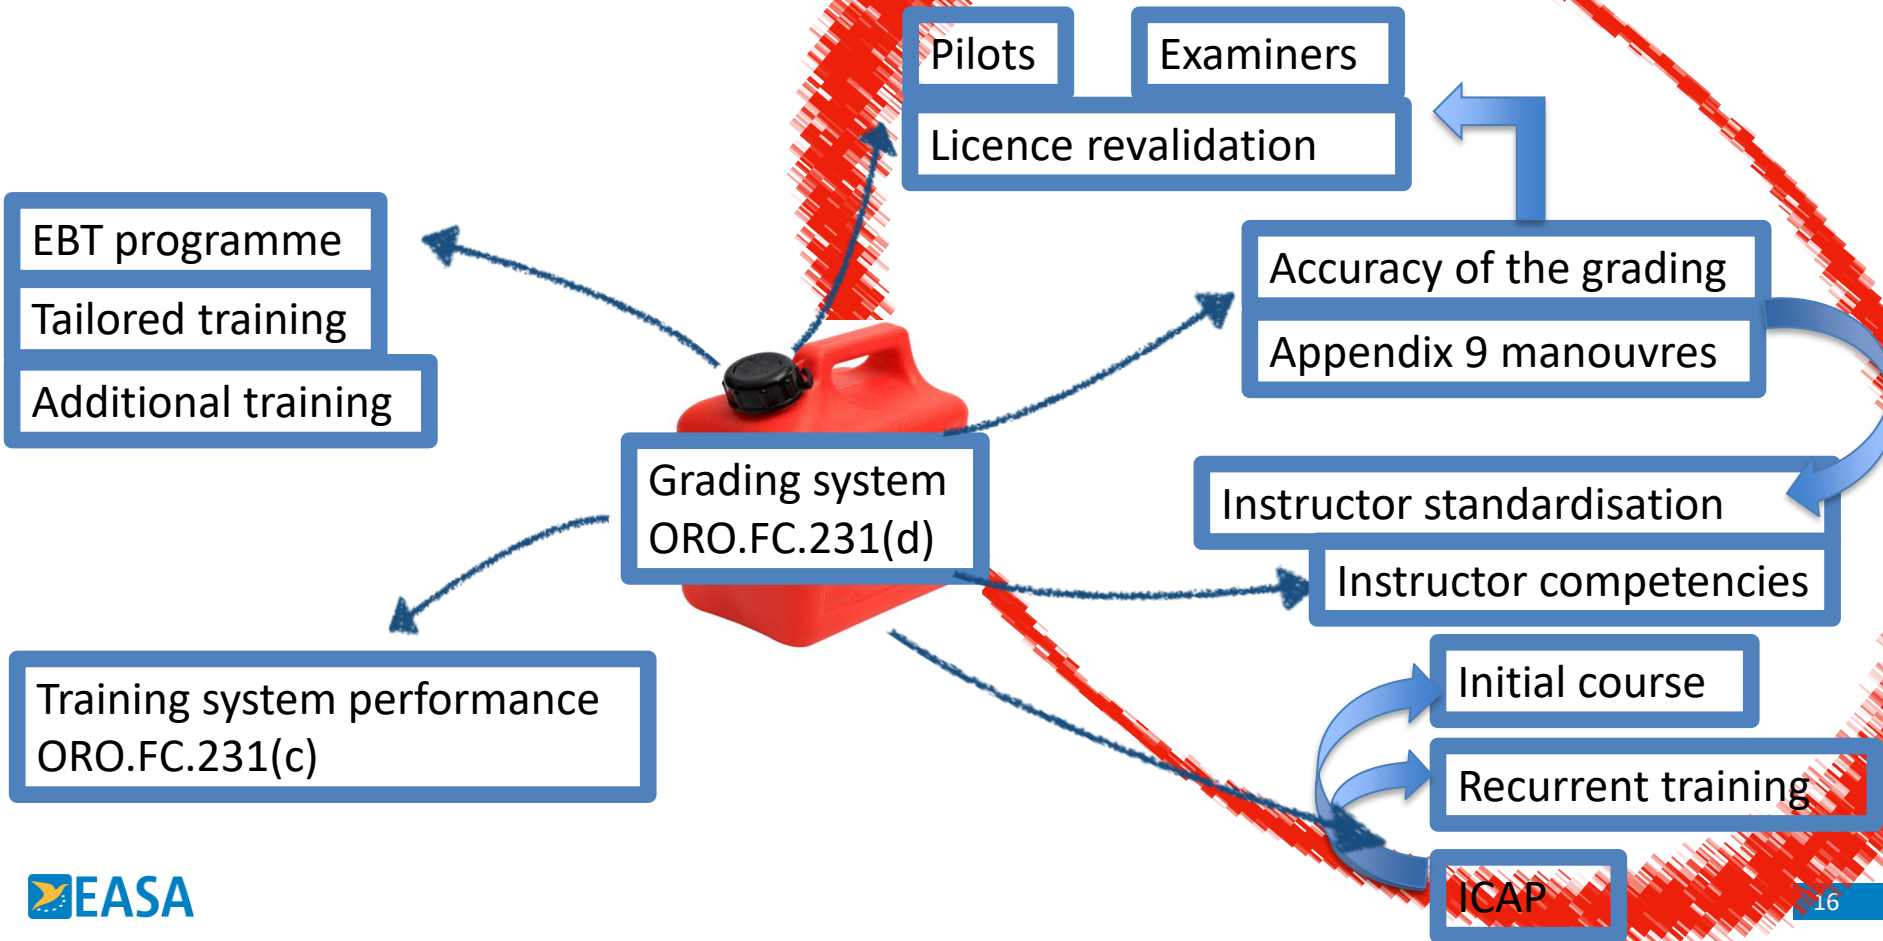 Pilots
Examiners
Licence revalidation
EBT programme
Tailored training
Additional training
Accuracy of the grading
Appendix 9 manouvres
Grading system
ORO.FC.231(d)
Instructor standardisation
Instructor competencies
Training system performance
ORO.FC.231(c)
Initial course
Recurrent training
ICAP
EASA
16